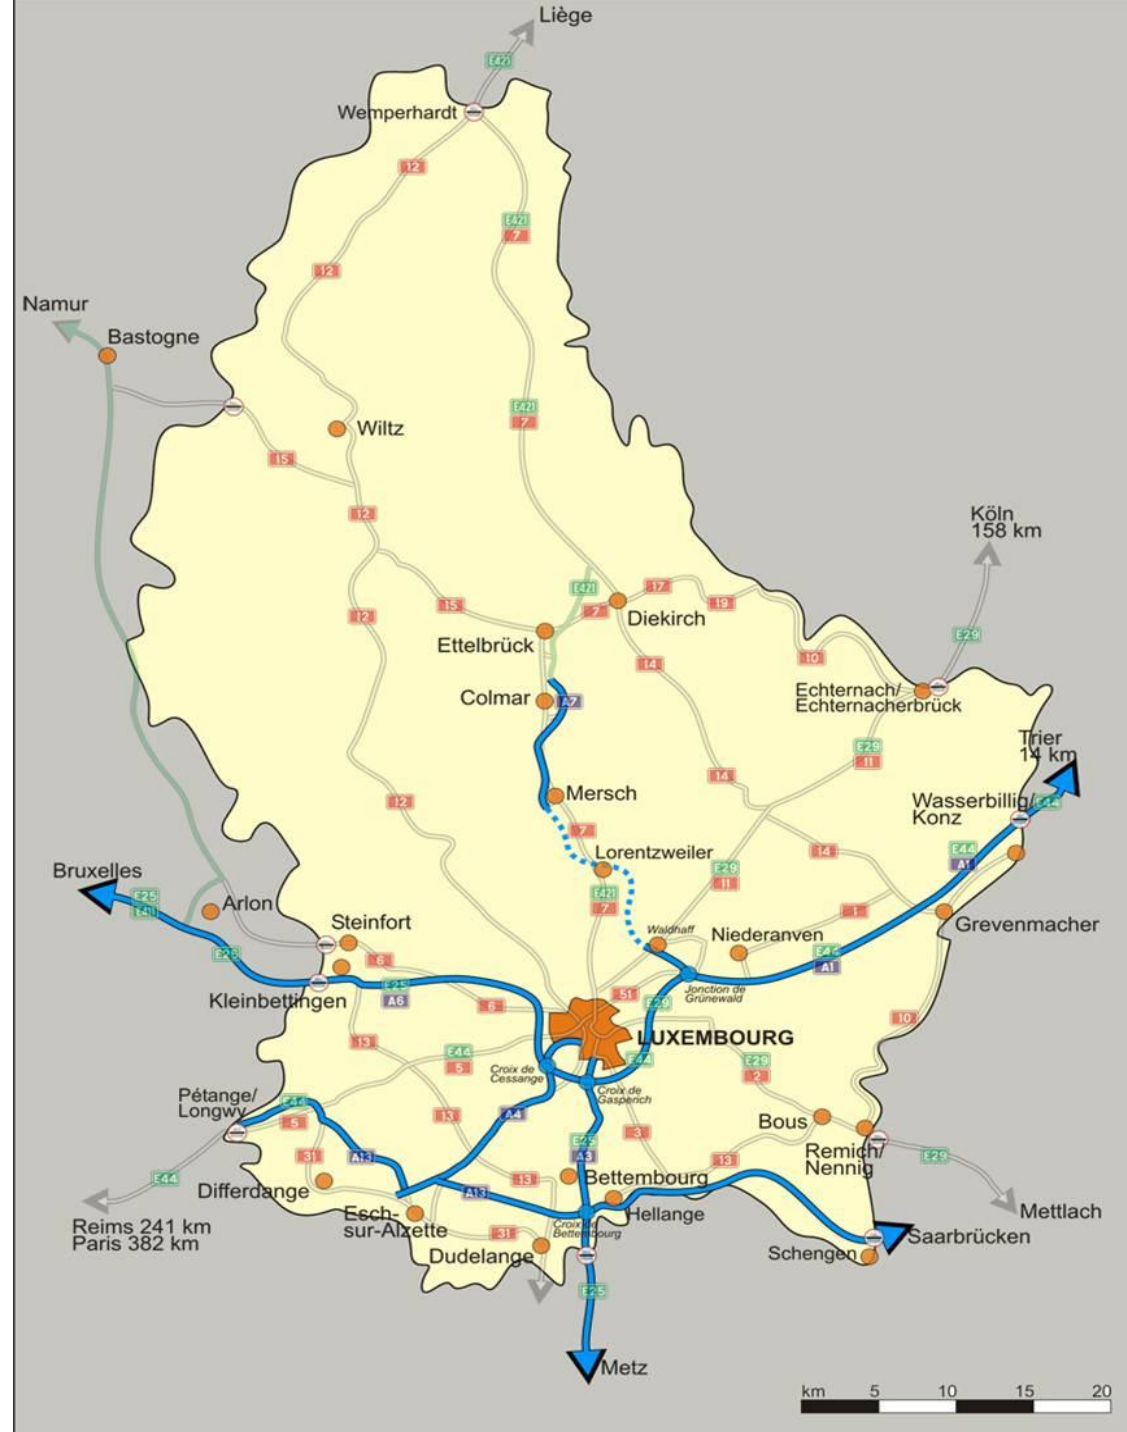 Liège
E421
Wemperhardt
12
E421
7
12
Namur
Bastogne
E421
7
Wiltz
15
12
Köln
158 km
E421
17
19
15
7
12
Diekirch
E29
Ettelbrück
14
10
Colmar
A7
Echternach/
Echternacherbrück
Trier
14 km
E29
11
14
Mersch
12
Wasserbillig/
Konz
E44
7
Lorentzweiler
14
E44
A1
Bruxelles
E29
11
E25
E411
E421
7
Arlon
1
Steinfort
Waldhaff
Niederanven
Grevenmacher
E25
6
E44
A1
Kleinbettingen
E25
A6
6
51
Jonction de
Grünewald
E29
10
13
LUXEMBOURG
E44
5
E44
E29
2
Croix de
Cessange
Croix de
Gasperich
Pétange/
Longwy
E44
5
13
A4
Bous
3
E25
A3
Remich/
Nennig
31
A13
13
E29
E44
Differdange
13
Bettembourg
A13
Mettlach
Reims 241 km
Paris 382 km
Esch-
sur-Alzette
Hellange
Croix de
Bettembourg
31
Saarbrücken
Dudelange
Schengen
E25
Metz
km 5 10 15 20